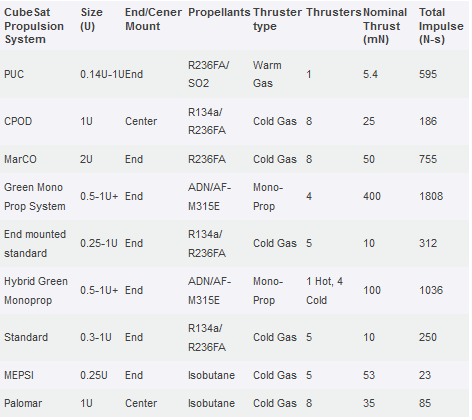 CubeSat Propulsion System Size (U) End/Cener Mount Propellants Thruster type Thrusters Nominal Thrust (mN) Total Impulse (N-s)
PUC 0.14U-1U End R236FA/ SO2 Warm Gas 1 5.4 595
CPOD 1U Center R134a/ R236FA Cold Gas 8 25 186
MarCO 2U End R236FA Cold Gas 8 50 755
Green Mono Prop System 0.5-1U+ End ADN/AF-M315E Mono-Prop 4 400 1808
End mounted standard 0.25-1U End R134a/ R236FA Cold Gas 5 10 312
Hybrid Green Monoprop 0.5-1U+ End ADN/AF-M315E Mono-Prop 1 Hot, 4 Cold 100 1036
Standard 0.3-1U End R134a/ R236FA Cold Gas 5 10 250
MEPSI 0.25U End Isobutane Cold Gas 5 53 23
Palomar 1U Center Isobutane Cold Gas 8 35 85